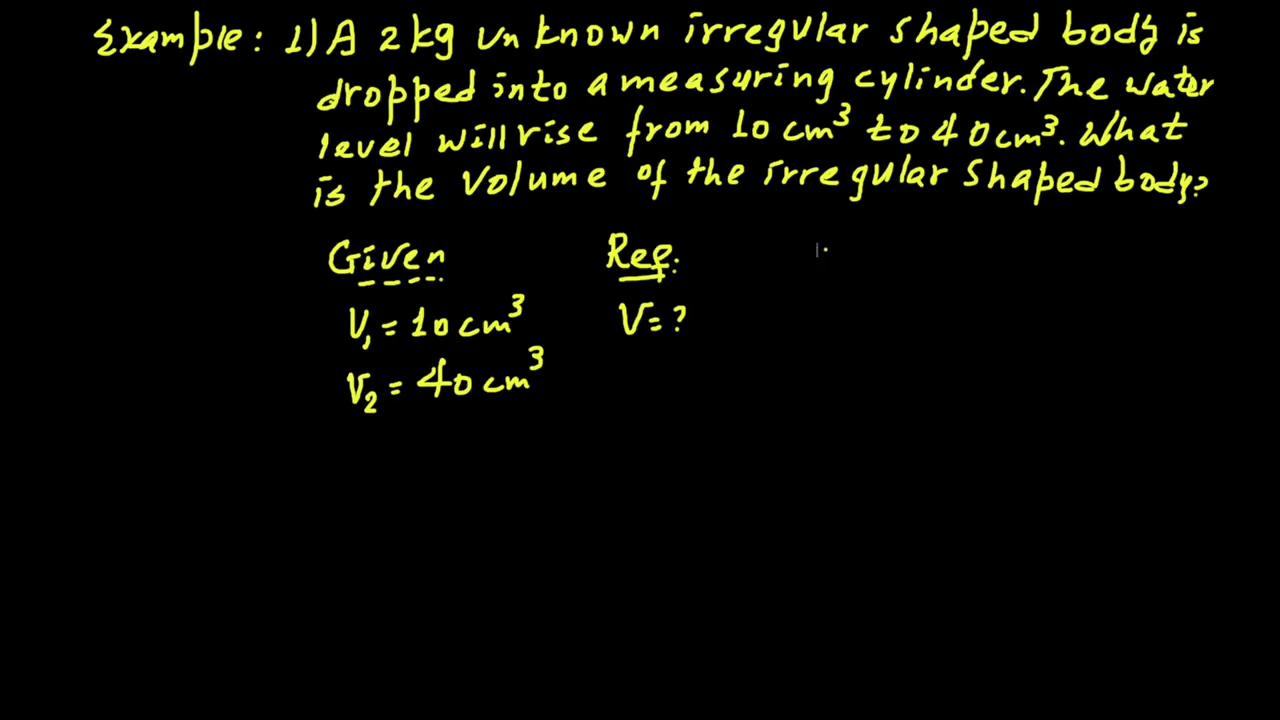 Example: 1) A 2kg unknown irregular shaped body is
dropped into a measuring cylinder. The water
level will rise from 10 cm³ to 40cm³. What
is the volume of the irregular shaped body?
Given Req:
V₁ = 10 cm³ V = ?
V₂ = 40 cm³